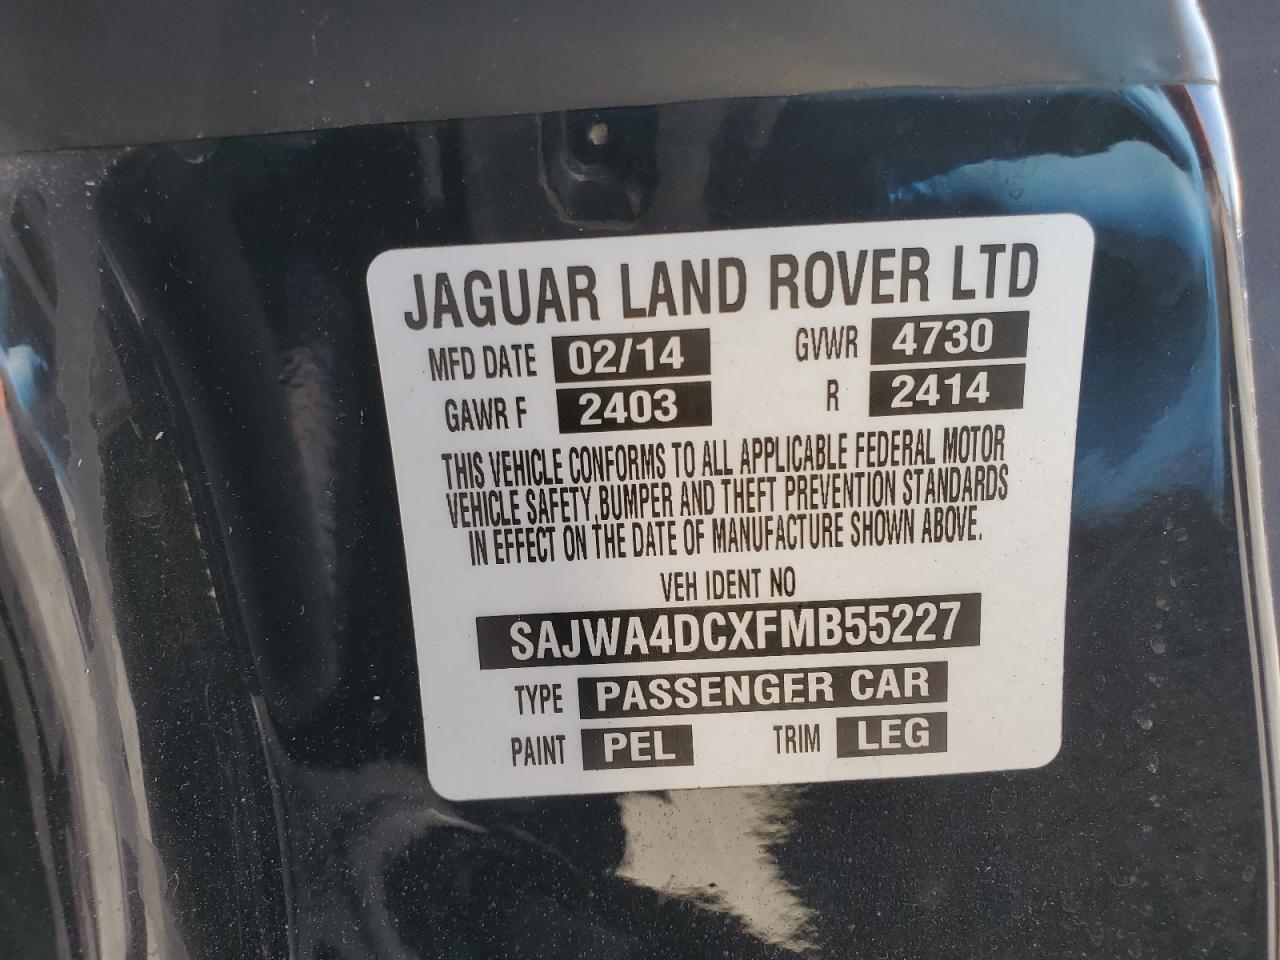 JAGUAR LAND ROVER LTD
MFD DATE 02/14 GVWR 4730
GAWR F 2403 R 2414
THIS VEHICLE CONFORMS TO ALL APPLICABLE FEDERAL MOTOR
VEHICLE SAFETY, BUMPER AND THEFT PREVENTION STANDARDS
IN EFFECT ON THE DATE OF MANUFACTURE SHOWN ABOVE.
VEH IDENT NO
SAJWA4DCXFMB55227
TYPE PASSENGER CAR
PAINT PEL TRIM LEG